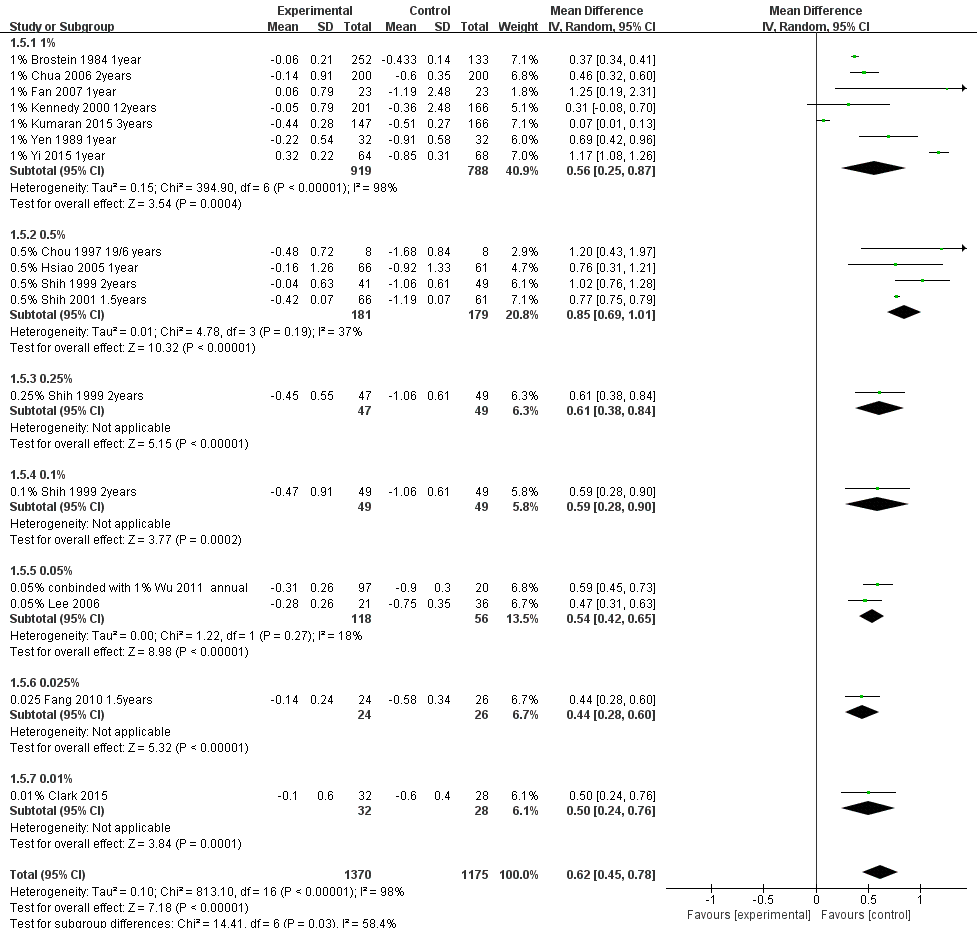 Experimental Control Mean Difference Mean Difference
Study or Subgroup Mean SD Total Mean SD Total Weight IV, Random, 95% CI IV, Random, 95% CI
1.5.1 1%
1% Brostein 1984 1year -0.06 0.21 252 -0.433 0.14 133 7.1% 0.37 [0.34, 0.41]
1% Chua 2006 2years -0.14 0.91 200 -0.6 0.35 200 6.9% 0.46 [0.32, 0.60]
1% Fan 2007 1year 0.06 0.79 23 -1.19 2.48 23 1.8% 1.25 [0.19, 2.31]
1% Kennedy 2000 12years -0.05 0.79 201 -0.36 2.48 166 5.1% 0.31 [-0.08, 0.70]
1% Kumaran 2015 3years -0.44 0.28 147 -0.51 0.27 166 7.1% 0.07 [0.01, 0.13]
1% Yen 1989 1year -0.22 0.54 32 -0.91 0.58 32 6.0% 0.69 [0.42, 0.96]
1% Yi 2015 1year 0.32 0.22 64 -0.85 0.31 68 7.0% 1.17 [1.08, 1.26]
Subtotal (95% CI) 919 788 40.9% 0.56 [0.25, 0.87]
Heterogeneity: Tau² = 0.15; Chi² = 394.90, df = 6 (P < 0.00001); I² = 98%
Test for overall effect: Z = 3.54 (P = 0.0004)
1.5.2 0.5%
0.5% Chou 1997 19/6 years -0.48 0.72 8 -1.68 0.84 8 2.9% 1.20 [0.43, 1.97]
0.5% Hsiao 2005 1year -0.16 1.26 66 -0.92 1.33 61 4.7% 0.76 [0.31, 1.21]
0.5% Shih 1999 2years -0.04 0.63 41 -1.06 0.61 49 6.1% 1.02 [0.76, 1.28]
0.5% Shih 2001 1.5years -0.42 0.07 66 -1.19 0.07 61 7.1% 0.77 [0.75, 0.79]
Subtotal (95% CI) 181 179 20.8% 0.85 [0.69, 1.01]
Heterogeneity: Tau² = 0.01; Chi² = 4.78, df = 3 (P = 0.19); I² = 37%
Test for overall effect: Z = 10.32 (P < 0.00001)
1.5.3 0.25%
0.25% Shih 1999 2years -0.45 0.55 47 -1.06 0.61 49 6.3% 0.61 [0.38, 0.84]
Subtotal (95% CI) 47 49 6.3% 0.61 [0.38, 0.84]
Heterogeneity: Not applicable
Test for overall effect: Z = 5.15 (P < 0.00001)
1.5.4 0.1%
0.1% Shih 1999 2years -0.47 0.91 49 -1.06 0.61 49 5.8% 0.59 [0.28, 0.90]
Subtotal (95% CI) 49 49 5.8% 0.59 [0.28, 0.90]
Heterogeneity: Not applicable
Test for overall effect: Z = 3.77 (P = 0.0002)
1.5.5 0.05%
0.05% conbinded with 1% Wu 2011 annual -0.31 0.26 97 -0.9 0.3 20 6.8% 0.59 [0.45, 0.73]
0.05% Lee 2006 -0.28 0.26 21 -0.75 0.35 36 6.7% 0.47 [0.31, 0.63]
Subtotal (95% CI) 118 56 13.5% 0.54 [0.42, 0.65]
Heterogeneity: Tau² = 0.00; Chi² = 1.22, df = 1 (P = 0.27); I² = 18%
Test for overall effect: Z = 8.98 (P < 0.00001)
1.5.6 0.025%
0.025 Fang 2010 1.5years -0.14 0.24 24 -0.58 0.34 26 6.7% 0.44 [0.28, 0.60]
Subtotal (95% CI) 24 26 6.7% 0.44 [0.28, 0.60]
Heterogeneity: Not applicable
Test for overall effect: Z = 5.32 (P < 0.00001)
1.5.7 0.01%
0.01% Clark 2015 -0.1 0.6 32 -0.6 0.4 28 6.1% 0.50 [0.24, 0.76]
Subtotal (95% CI) 32 28 6.1% 0.50 [0.24, 0.76]
Heterogeneity: Not applicable
Test for overall effect: Z = 3.84 (P = 0.0001)
Total (95% CI) 1370 1175 100.0% 0.62 [0.45, 0.78]
Heterogeneity: Tau² = 0.10; Chi² = 813.10, df = 16 (P < 0.00001); I² = 98%
Test for overall effect: Z = 7.18 (P < 0.00001)
Test for subgroup differences: Chi² = 14.41, df = 6 (P = 0.03), I² = 58.4%
-1 -0.5 0 0.5 1
Favours [experimental] Favours [control]